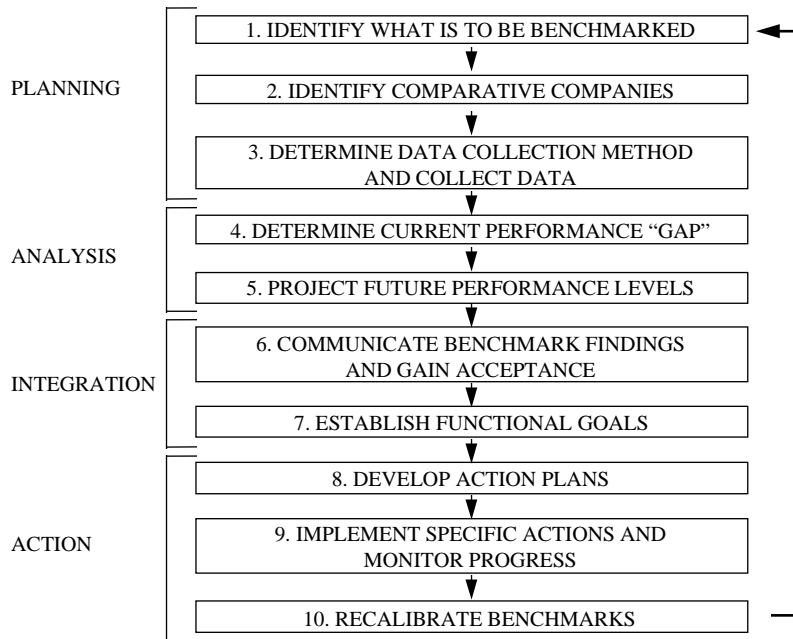 1. IDENTIFY WHAT IS TO BE BENCHMARKED
PLANNING
2. IDENTIFY COMPARATIVE COMPANIES
3. DETERMINE DATA COLLECTION METHOD
AND COLLECT DATA
4. DETERMINE CURRENT PERFORMANCE “GAP”
ANALYSIS
5. PROJECT FUTURE PERFORMANCE LEVELS
6. COMMUNICATE BENCHMARK FINDINGS
AND GAIN ACCEPTANCE
INTEGRATION
7. ESTABLISH FUNCTIONAL GOALS
8. DEVELOP ACTION PLANS
9. IMPLEMENT SPECIFIC ACTIONS AND
MONITOR PROGRESS
ACTION
10. RECALIBRATE BENCHMARKS